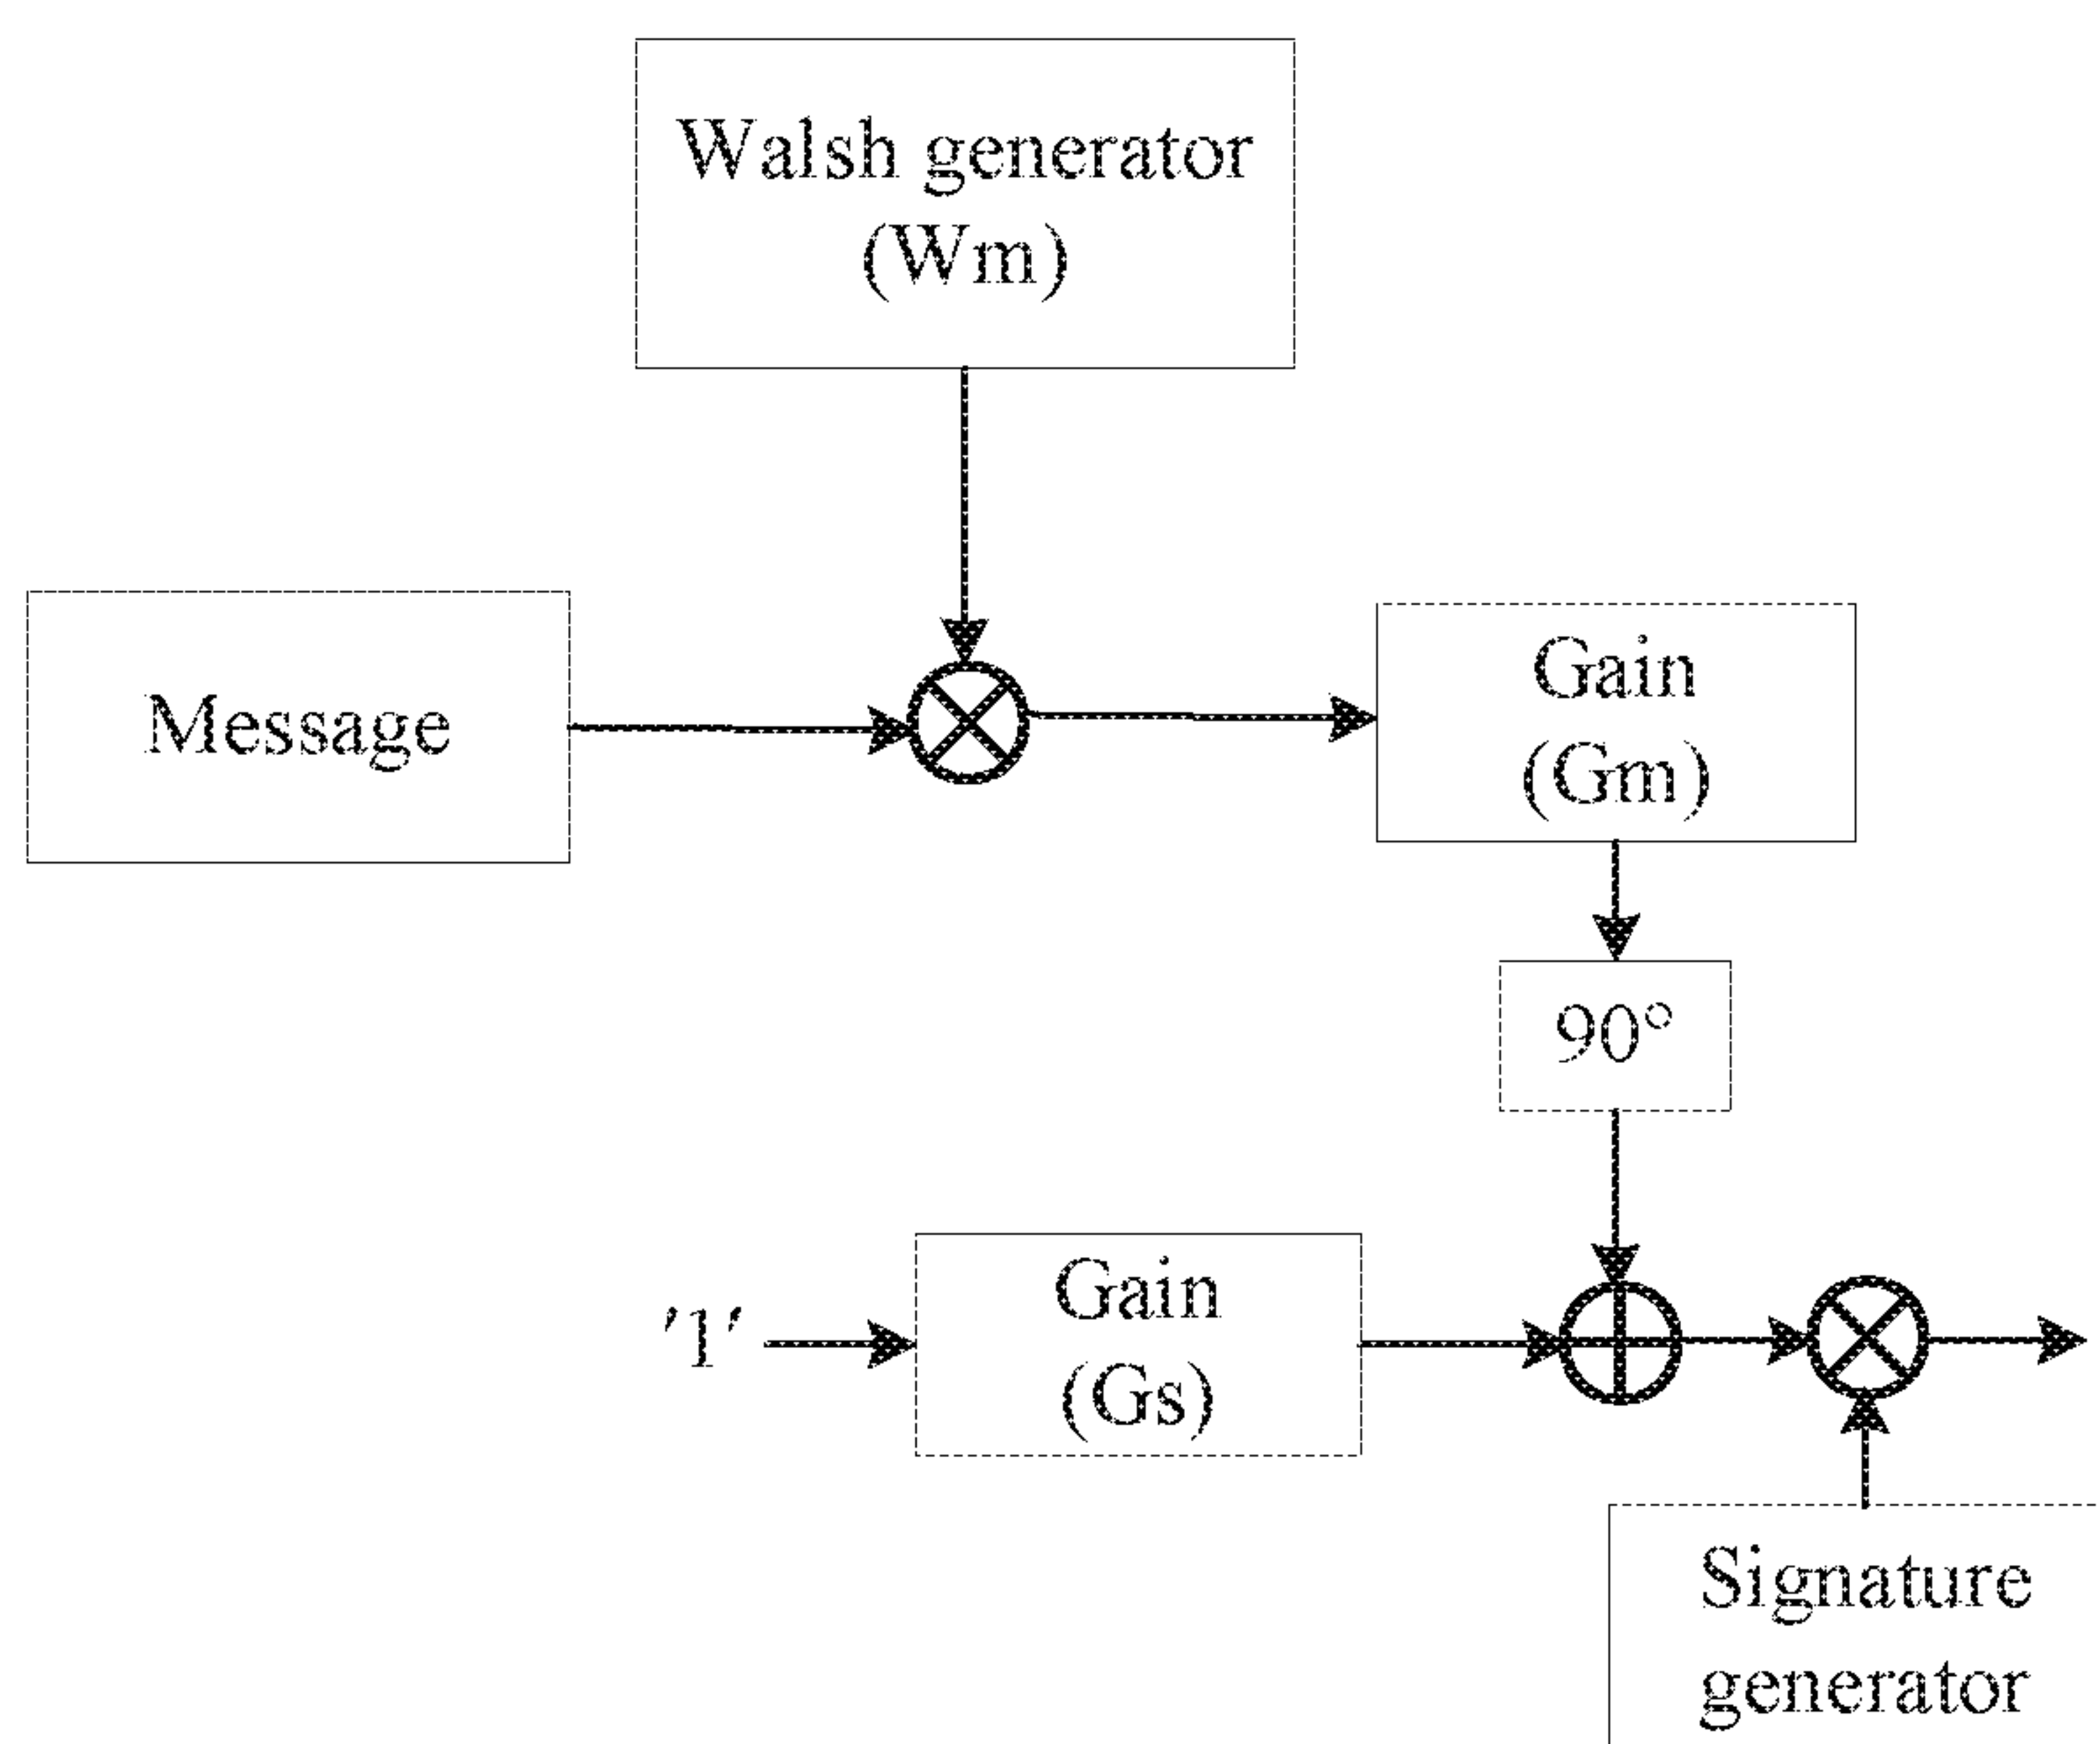 Walsh generator
(Wm)
Message
Gain
(Gm)
90°
'1'
Gain
(Gs)
Signature
generator